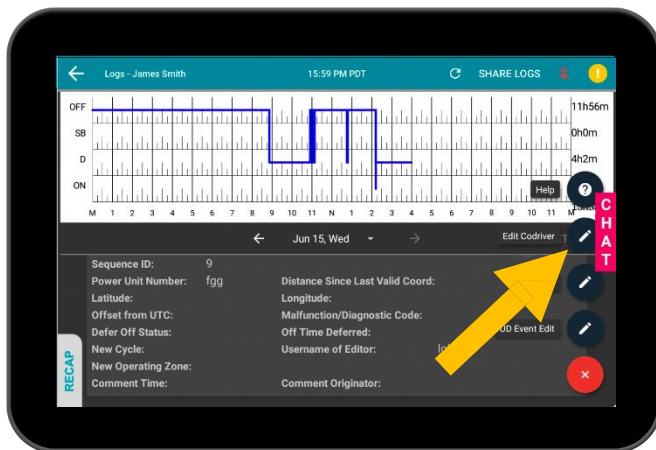 Logs - James Smith 15:59 PM PDT SHARE LOGS
OFF 11h56m
SB 0h0m
D 4h2m
ON
M 1 2 3 4 5 6 7 8 9 10 11 N 1 2 3 4 5 6 7 8 9 10 11 M
Help
CHAT
Edit Codriver
Jun 15, Wed
Sequence ID: 9
Power Unit Number: fgg Distance Since Last Valid Coord:
Latitude: Longitude:
Offset from UTC: Malfunction/Diagnostic Code:
Defer Off Status: Off Time Deferred: UD Event Edit
New Cycle: Username of Editor:
New Operating Zone:
Comment Time: Comment Originator:
RECAP